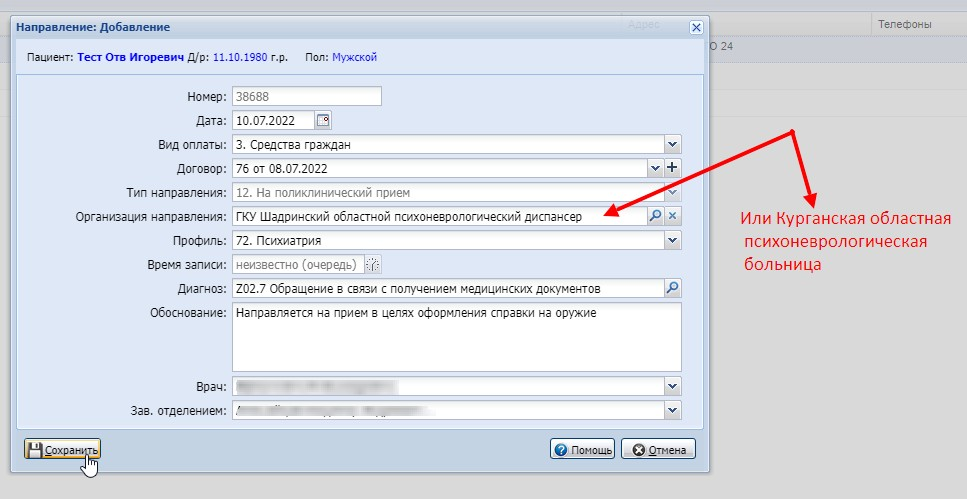 Направление: Добавление
Адрес
Телефоны
О 24
Пациент: Тест Отв Игоревич Д/р: 11.10.1980 г.р. Пол: Мужской
Номер: 38688
Дата: 10.07.2022
Вид оплаты: 3. Средства граждан
Договор: 76 от 08.07.2022
Тип направления: 12. На поликлинический прием
Организация направления: ГКУ Шадринский областной психоневрологический диспансер
Или Курганская областная
психоневрологическая
больница
Профиль: 72. Психиатрия
Время записи: неизвестно (очередь)
Диагноз: Z02.7 Обращение в связи с получением медицинских документов
Обоснование: Направляется на прием в целях оформления справки на оружие
Врач:
Зав. отделением:
Сохранить
Помощь
Отмена